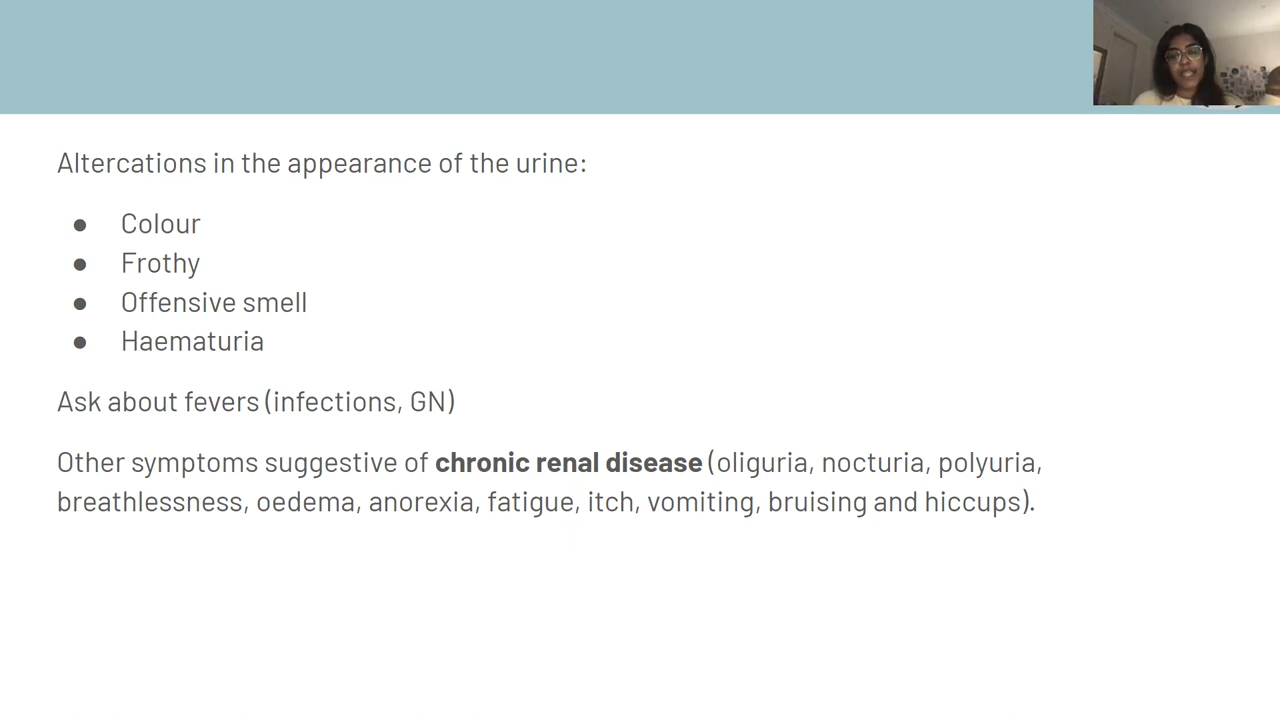 Altercations in the appearance of the urine:
● Colour
● Frothy
● Offensive smell
● Haematuria
Ask about fevers (infections, GN)
Other symptoms suggestive of chronic renal disease (oliguria, nocturia, polyuria,
breathlessness, oedema, anorexia, fatigue, itch, vomiting, bruising and hiccups).